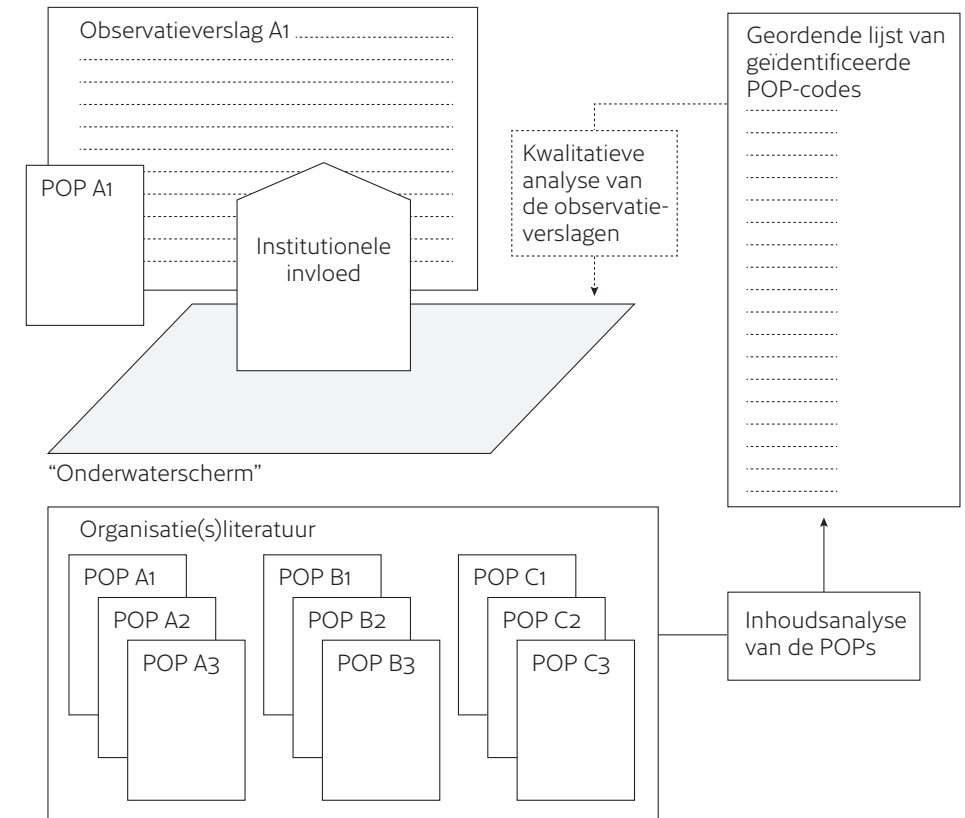 Observatieverslag A1
POP A1
Institutionele
invloed
"Onderwaterscherm"
Kwalitatieve
analyse van
de observatie-
verslagen
Geordende lijst van
geïdentificeerde
POP-codes
Organisatie(s)literatuur
POP A1
POP A2
POP A3
POP B1
POP B2
POP B3
POP C1
POP C2
POP C3
Inhoudsanalyse
van de POPs